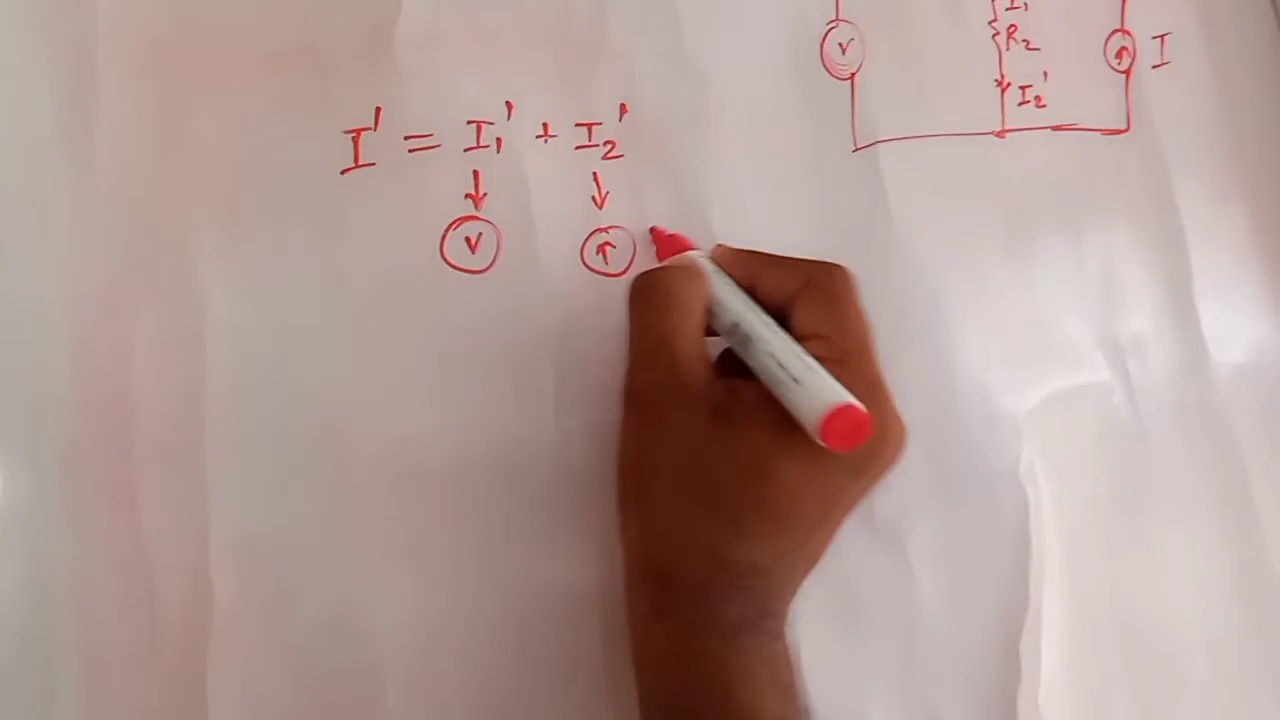 I₁
V
R₂
I₂'
I
I' = I₁' + I₂'
↓ ↓
V ↑